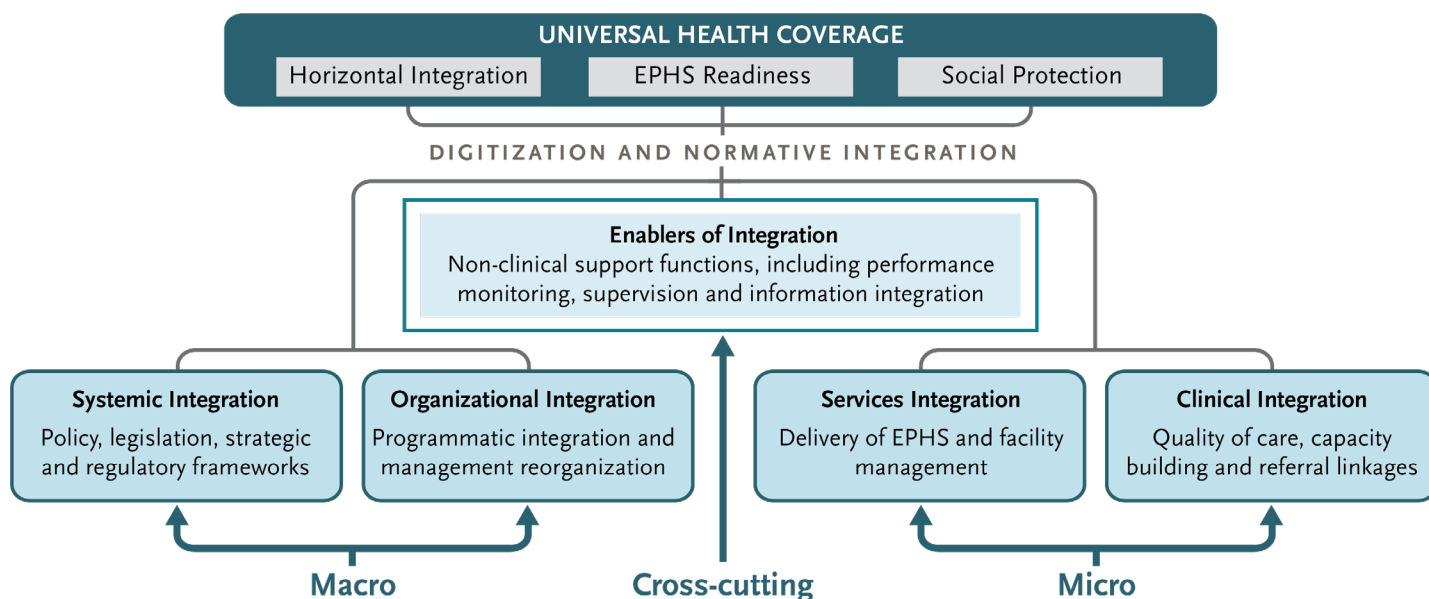 UNIVERSAL HEALTH COVERAGE
Horizontal Integration
EPHS Readiness
Social Protection
DIGITIZATION AND NORMATIVE INTEGRATION
Enablers of Integration
Non-clinical support functions, including performance
monitoring, supervision and information integration
Systemic Integration
Policy, legislation, strategic
and regulatory frameworks
Organizational Integration
Programmatic integration and
management reorganization
Services Integration
Delivery of EPHS and facility
management
Clinical Integration
Quality of care, capacity
building and referral linkages
Macro
Cross-cutting
Micro